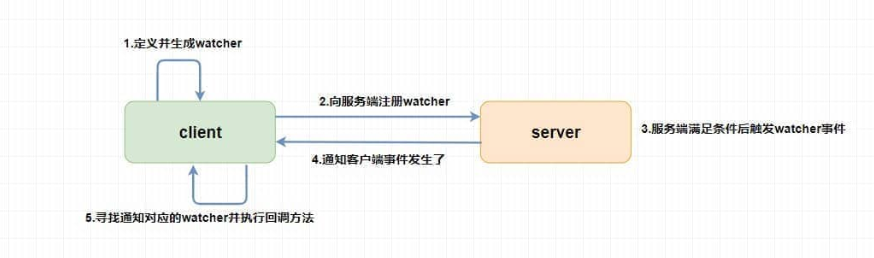 1.定义并生成watcher
2.向服务端注册watcher
client
server
3.服务端满足条件后触发watcher事件
4.通知客户端事件发生了
5.寻找通知对应的watcher并执行回调方法